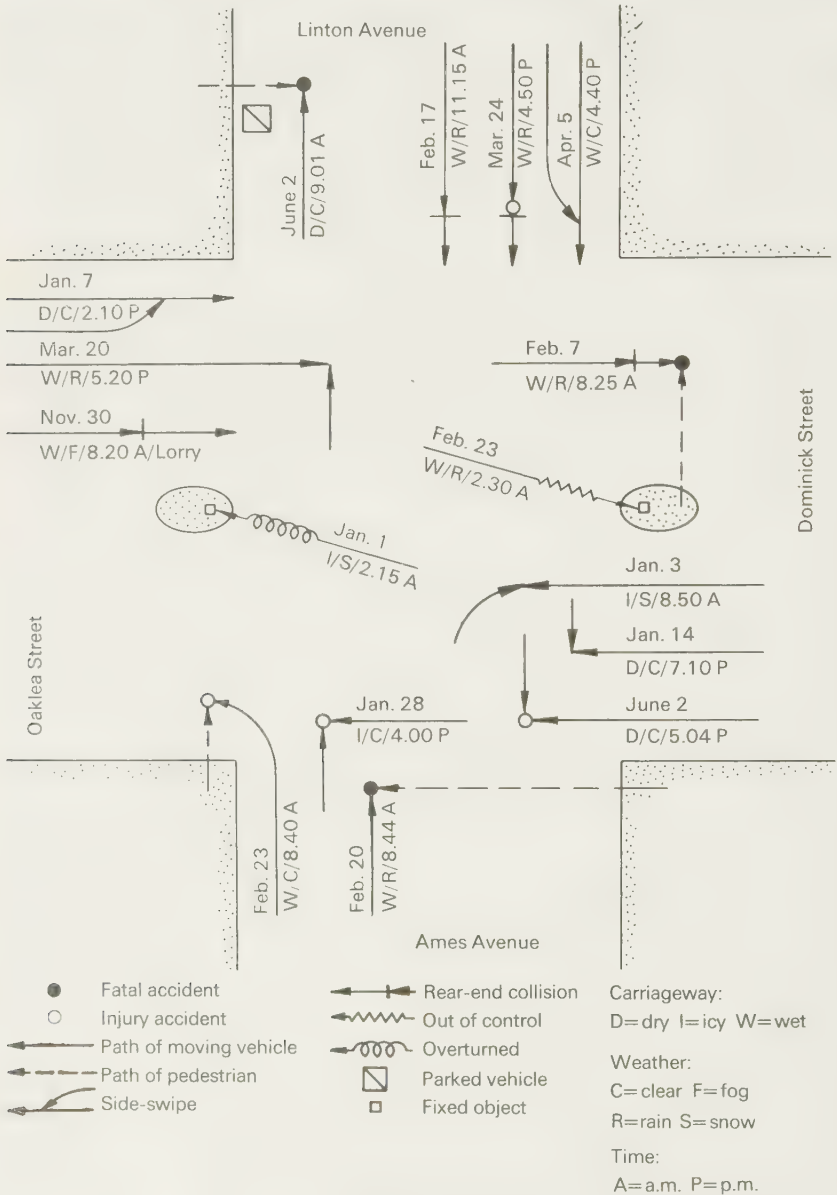 Linton Avenue
Feb. 17
W/R/11.15 A
Mar. 24
W/R/4.50 P
Apr. 5
W/C/4.40 P
June 2
D/C/9.01 A
Jan. 7
D/C/2.10 P
Mar. 20
W/R/5.20 P
Feb. 7
W/R/8.25 A
Nov. 30
W/F/8.20 A/Lorry
Feb. 23
W/R/2.30 A
Dominick Street
Jan. 1
I/S/2.15 A
Jan. 3
I/S/8.50 A
Jan. 14
D/C/7.10 P
Oaklea Street
Jan. 28
I/C/4.00 P
June 2
D/C/5.04 P
Feb. 23
W/C/8.40 A
Feb. 20
W/R/8.44 A
Ames Avenue
Fatal accident
Injury accident
Path of moving vehicle
Path of pedestrian
Side-swipe
Rear-end collision
Out of control
Overturned
Parked vehicle
Fixed object
Carriageway:
D=dry I=icy W=wet
Weather:
C=clear F=fog
R=rain S=snow
Time:
A=a.m. P=p.m.